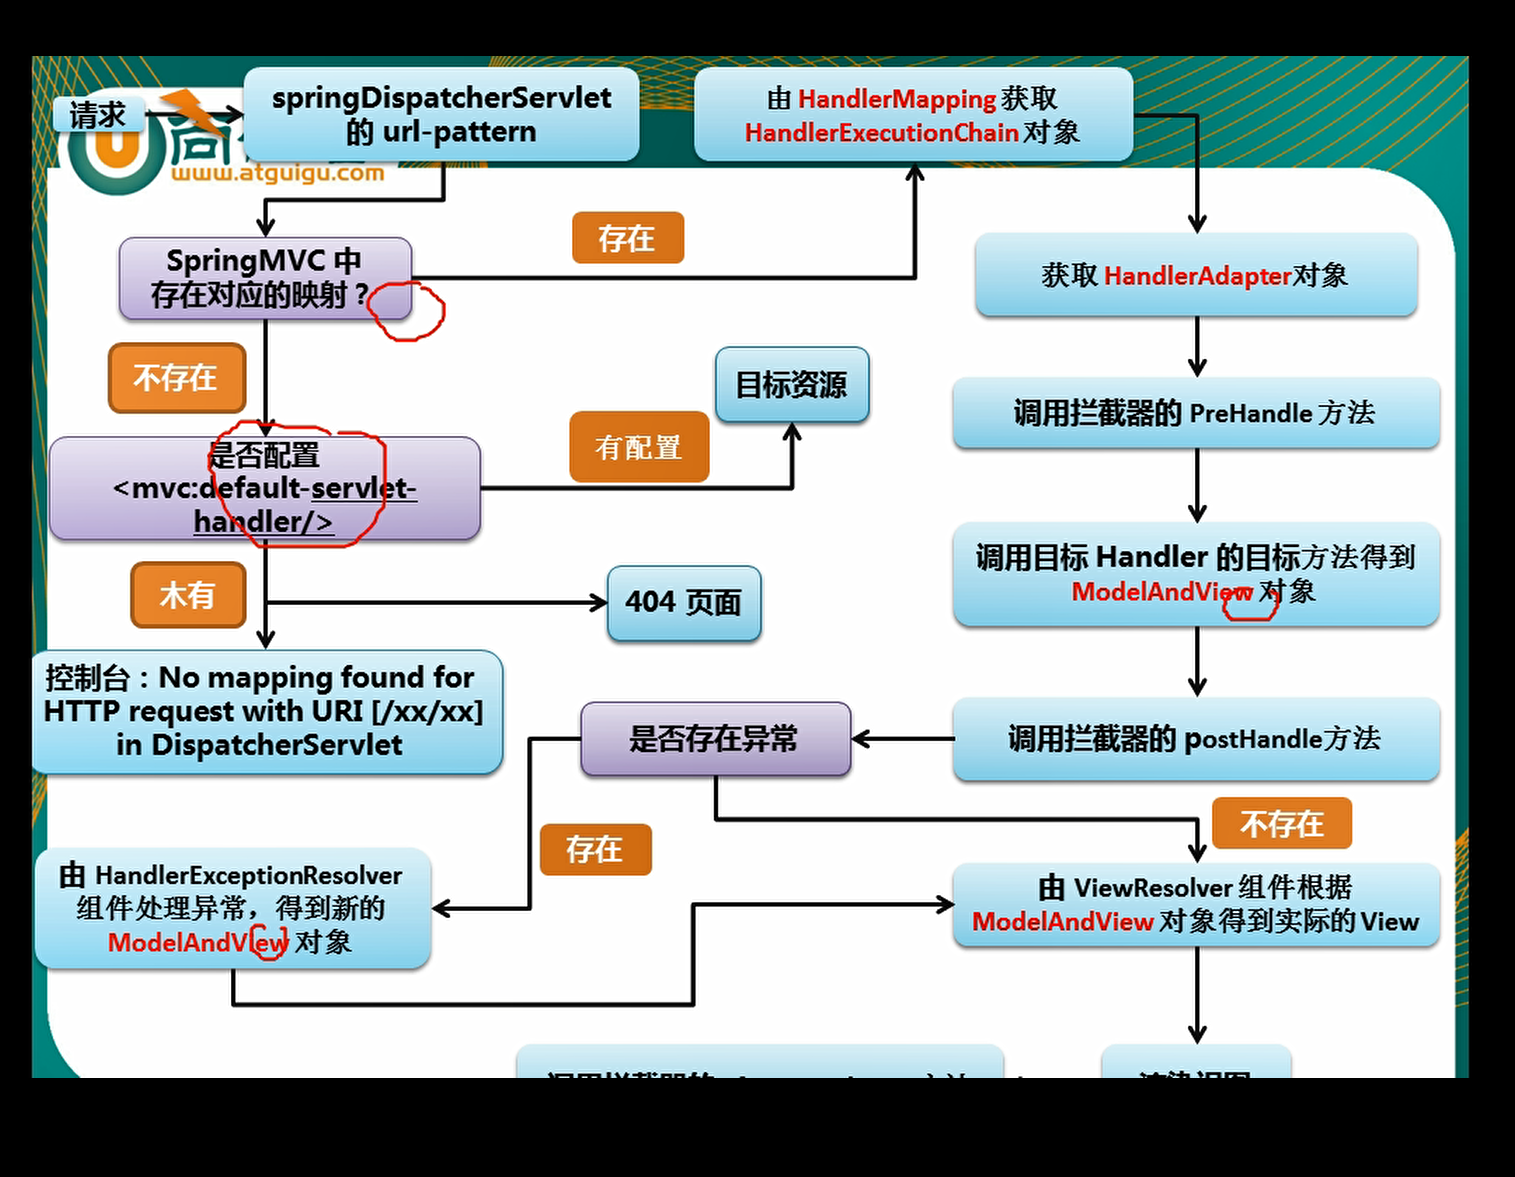 请求
springDispatcherServlet
的 url-pattern
由 HandlerMapping 获取
HandlerExecutionChain 对象
www.atguigu.com
存在
SpringMVC 中
存在对应的映射？
获取 HandlerAdapter对象
不存在
目标资源
调用拦截器的 PreHandle 方法
有配置
是否配置
<mvc:default-servlet-
handler/>
调用目标 Handler 的目标方法得到
ModelAndView 对象
木有
404 页面
控制台：No mapping found for
HTTP request with URI [/xx/xx]
in DispatcherServlet
是否存在异常
调用拦截器的 postHandle方法
不存在
存在
由 HandlerExceptionResolver
组件处理异常，得到新的
ModelAndView 对象
由 ViewResolver 组件根据
ModelAndView 对象得到实际的 View